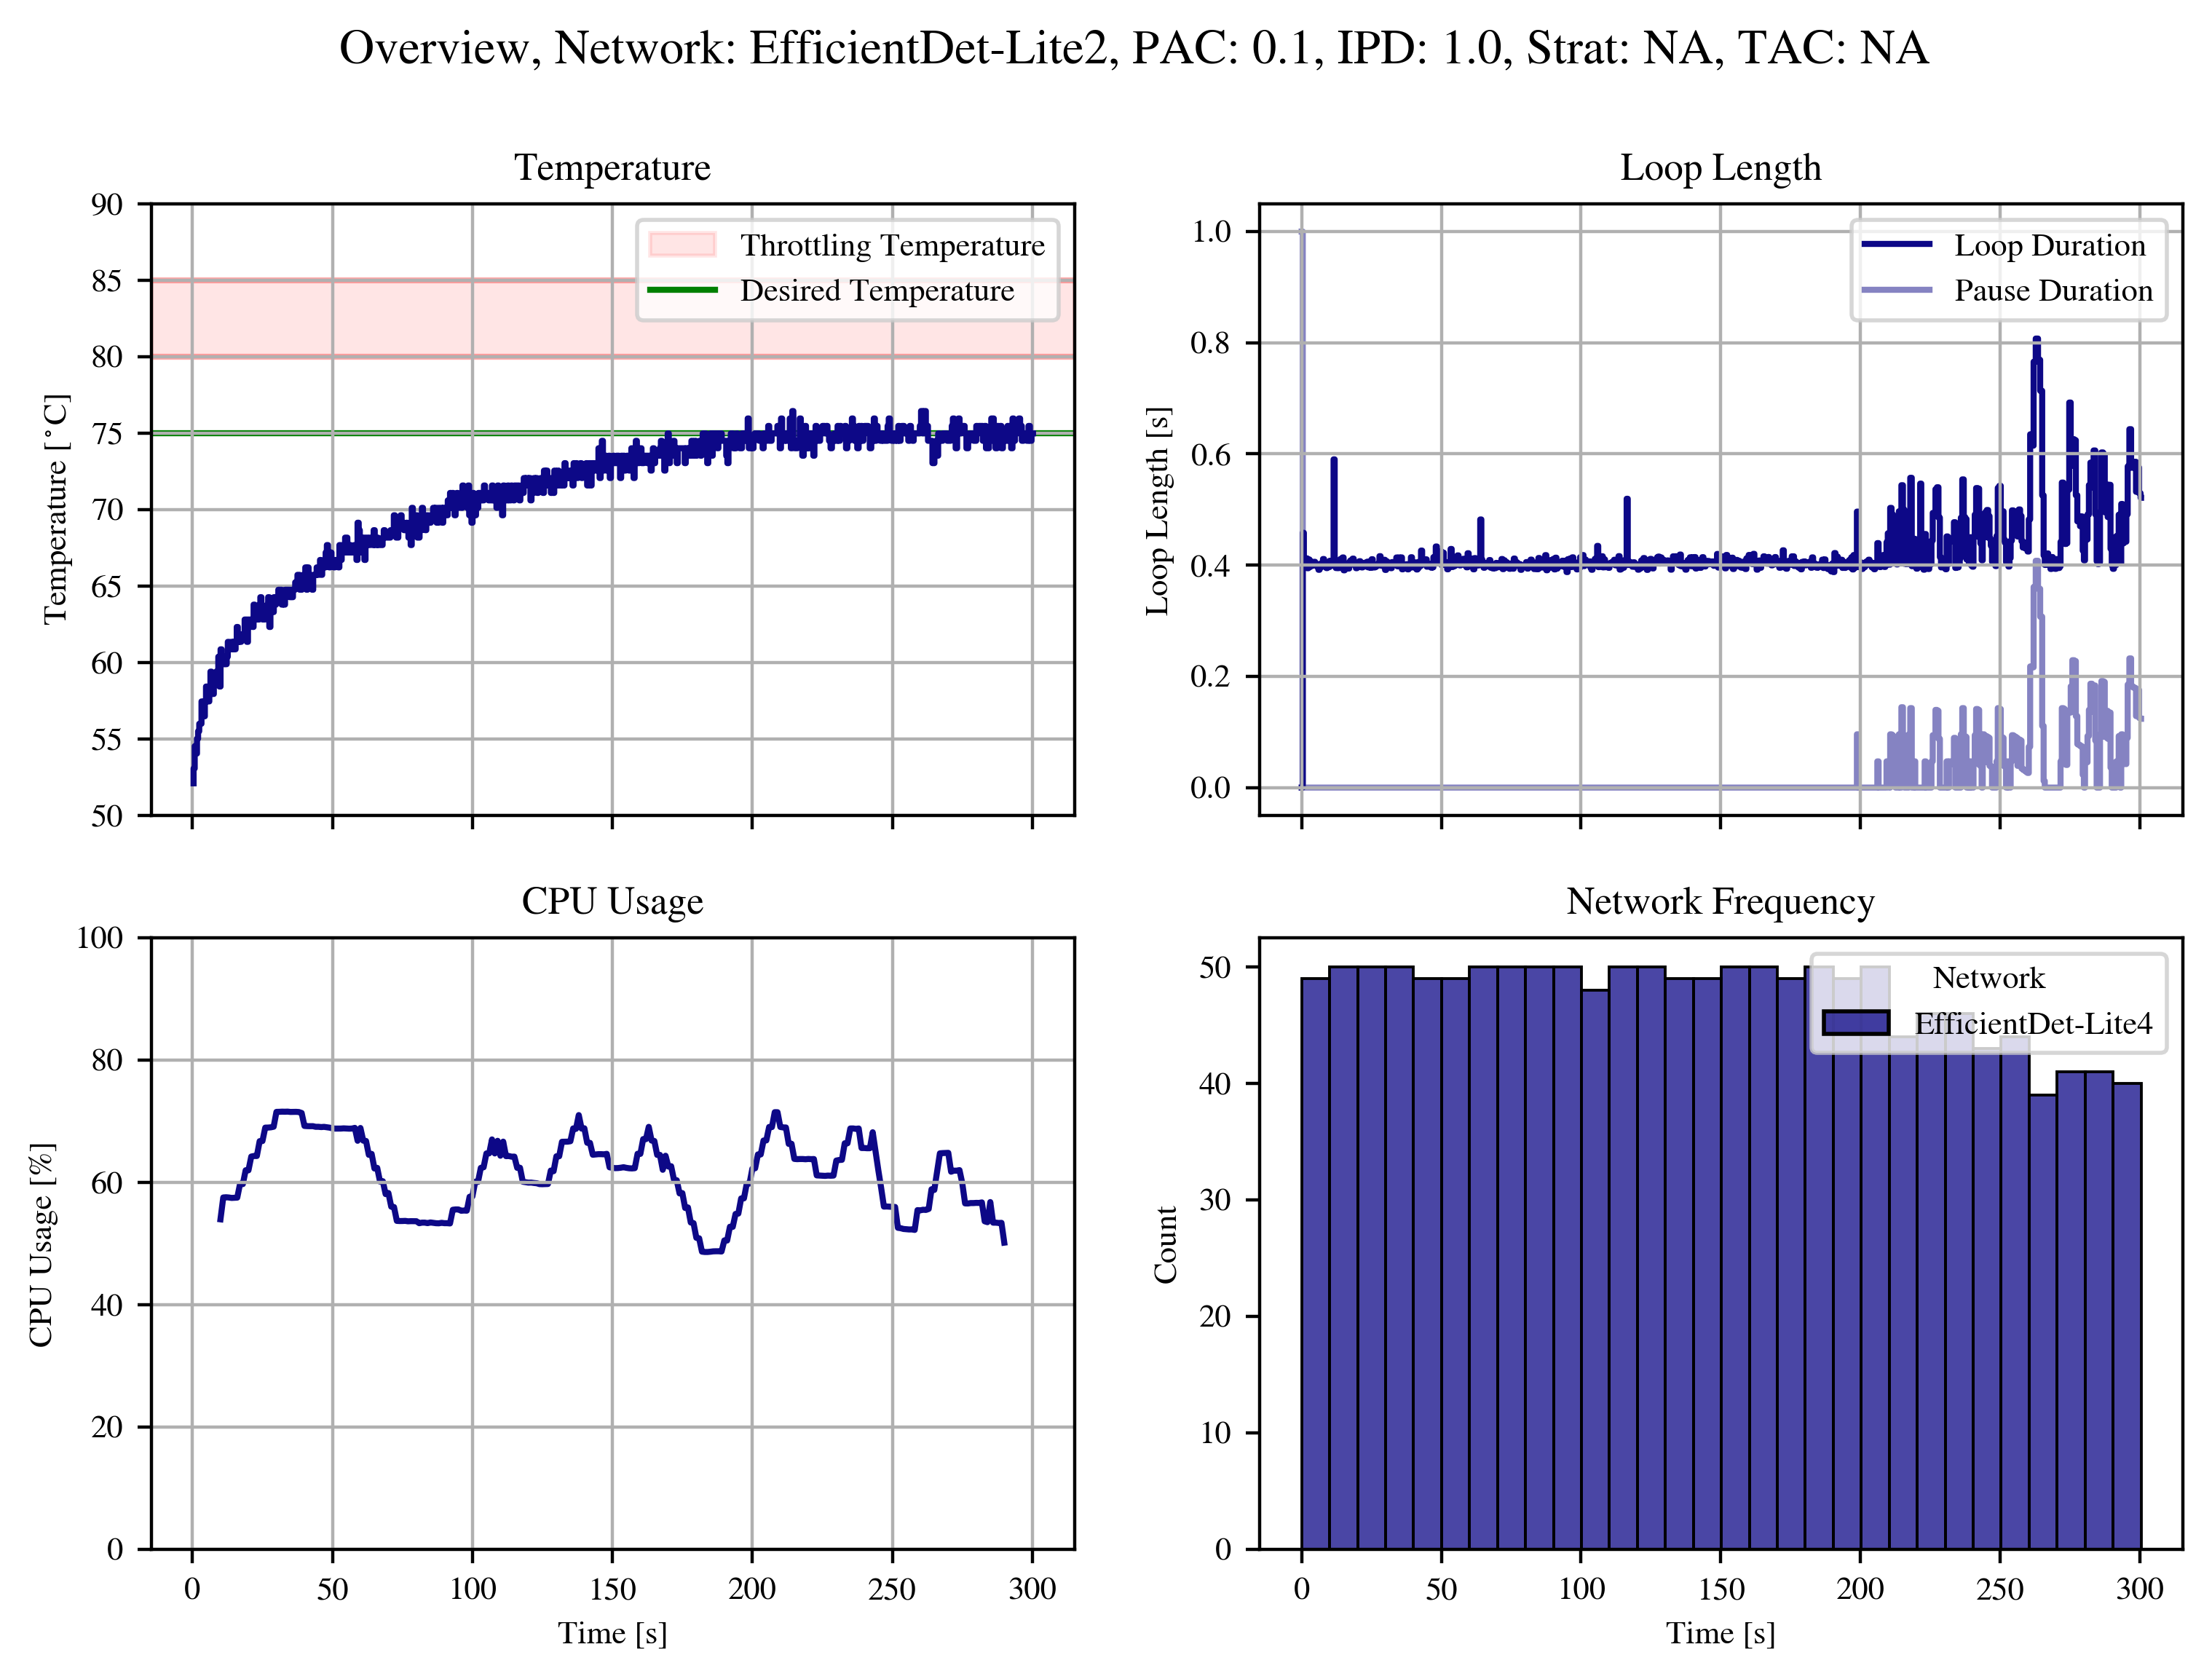 Overview, Network: EfficientDet-Lite2, PAC: 0.1, IPD: 1.0, Strat: NA, TAC: NA
Temperature
90
85
80
75
70
65
60
55
50
Temperature [°C]
Throttling Temperature
Desired Temperature
Loop Length
1.0
0.8
0.6
0.4
0.2
0.0
Loop Length [s]
Loop Duration
Pause Duration
CPU Usage
100
80
60
40
20
0
CPU Usage [%]
0 50 100 150 200 250 300
Time [s]
Network Frequency
50
40
30
20
10
0
Count
Network
EfficientDet-Lite4
0 50 100 150 200 250 300
Time [s]